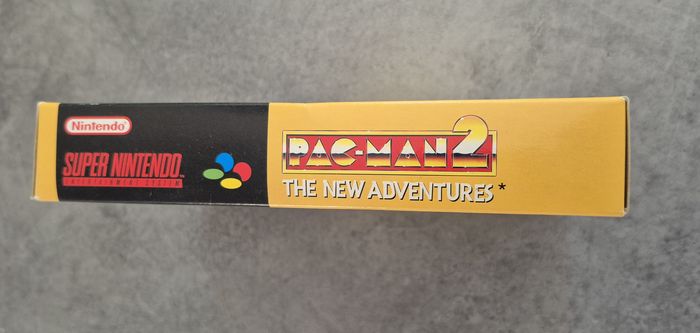 Nintendo
SUPER NINTENDO
ENTERTAINMENT SYSTEM
PAC-MAN 2
THE NEW ADVENTURES*